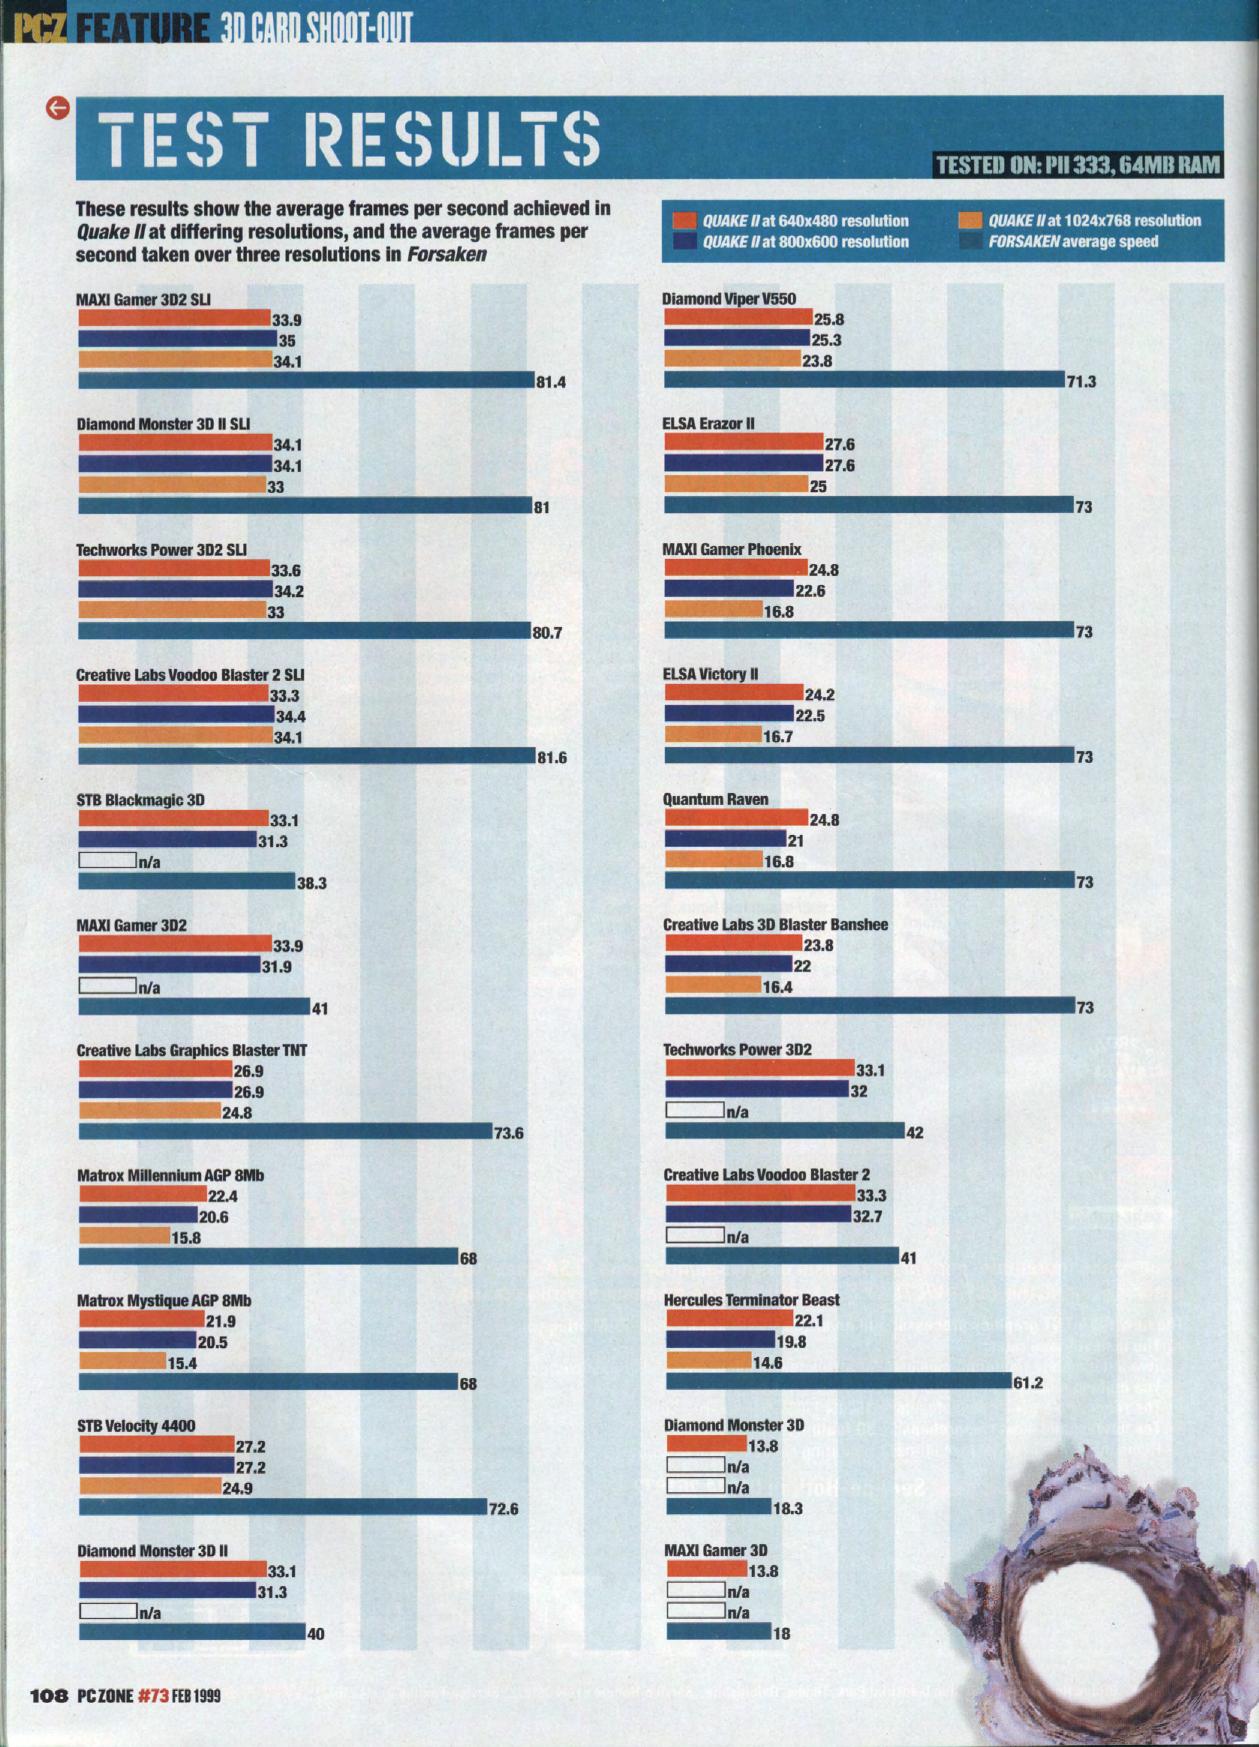 PCZ FEATURE 3D CARD SHOOT-OUT
TEST RESULTS
TESTED ON: PII 333, 64MB RAM
These results show the average frames per second achieved in
Quake II at differing resolutions, and the average frames per
second taken over three resolutions in Forsaken
QUAKE II at 640x480 resolution
QUAKE II at 800x600 resolution
QUAKE II at 1024x768 resolution
FORSAKEN average speed
MAXI Gamer 3D2 SLI
33.9
35
34.1
81.4
Diamond Monster 3D II SLI
34.1
34.1
33
81
Techworks Power 3D2 SLI
33.6
34.2
33
80.7
Creative Labs Voodoo Blaster 2 SLI
33.3
34.4
34.1
81.6
STB Blackmagic 3D
33.1
31.3
n/a
38.3
MAXI Gamer 3D2
33.9
31.9
n/a
41
Creative Labs Graphics Blaster TNT
26.9
26.9
24.8
73.6
Matrox Millennium AGP 8Mb
22.4
20.6
15.8
68
Matrox Mystique AGP 8Mb
21.9
20.5
15.4
68
STB Velocity 4400
27.2
27.2
24.9
72.6
Diamond Monster 3D II
33.1
31.3
n/a
40
Diamond Viper V550
25.8
25.3
23.8
71.3
ELSA Erazor II
27.6
27.6
25
73
MAXI Gamer Phoenix
24.8
22.6
16.8
73
ELSA Victory II
24.2
22.5
16.7
73
Quantum Raven
24.8
21
16.8
73
Creative Labs 3D Blaster Banshee
23.8
22
16.4
73
Techworks Power 3D2
33.1
32
n/a
42
Creative Labs Voodoo Blaster 2
33.3
32.7
n/a
41
Hercules Terminator Beast
22.1
19.8
14.6
61.2
Diamond Monster 3D
13.8
n/a
n/a
18.3
MAXI Gamer 3D
13.8
n/a
n/a
18
108 PC ZONE #73 FEB 1999